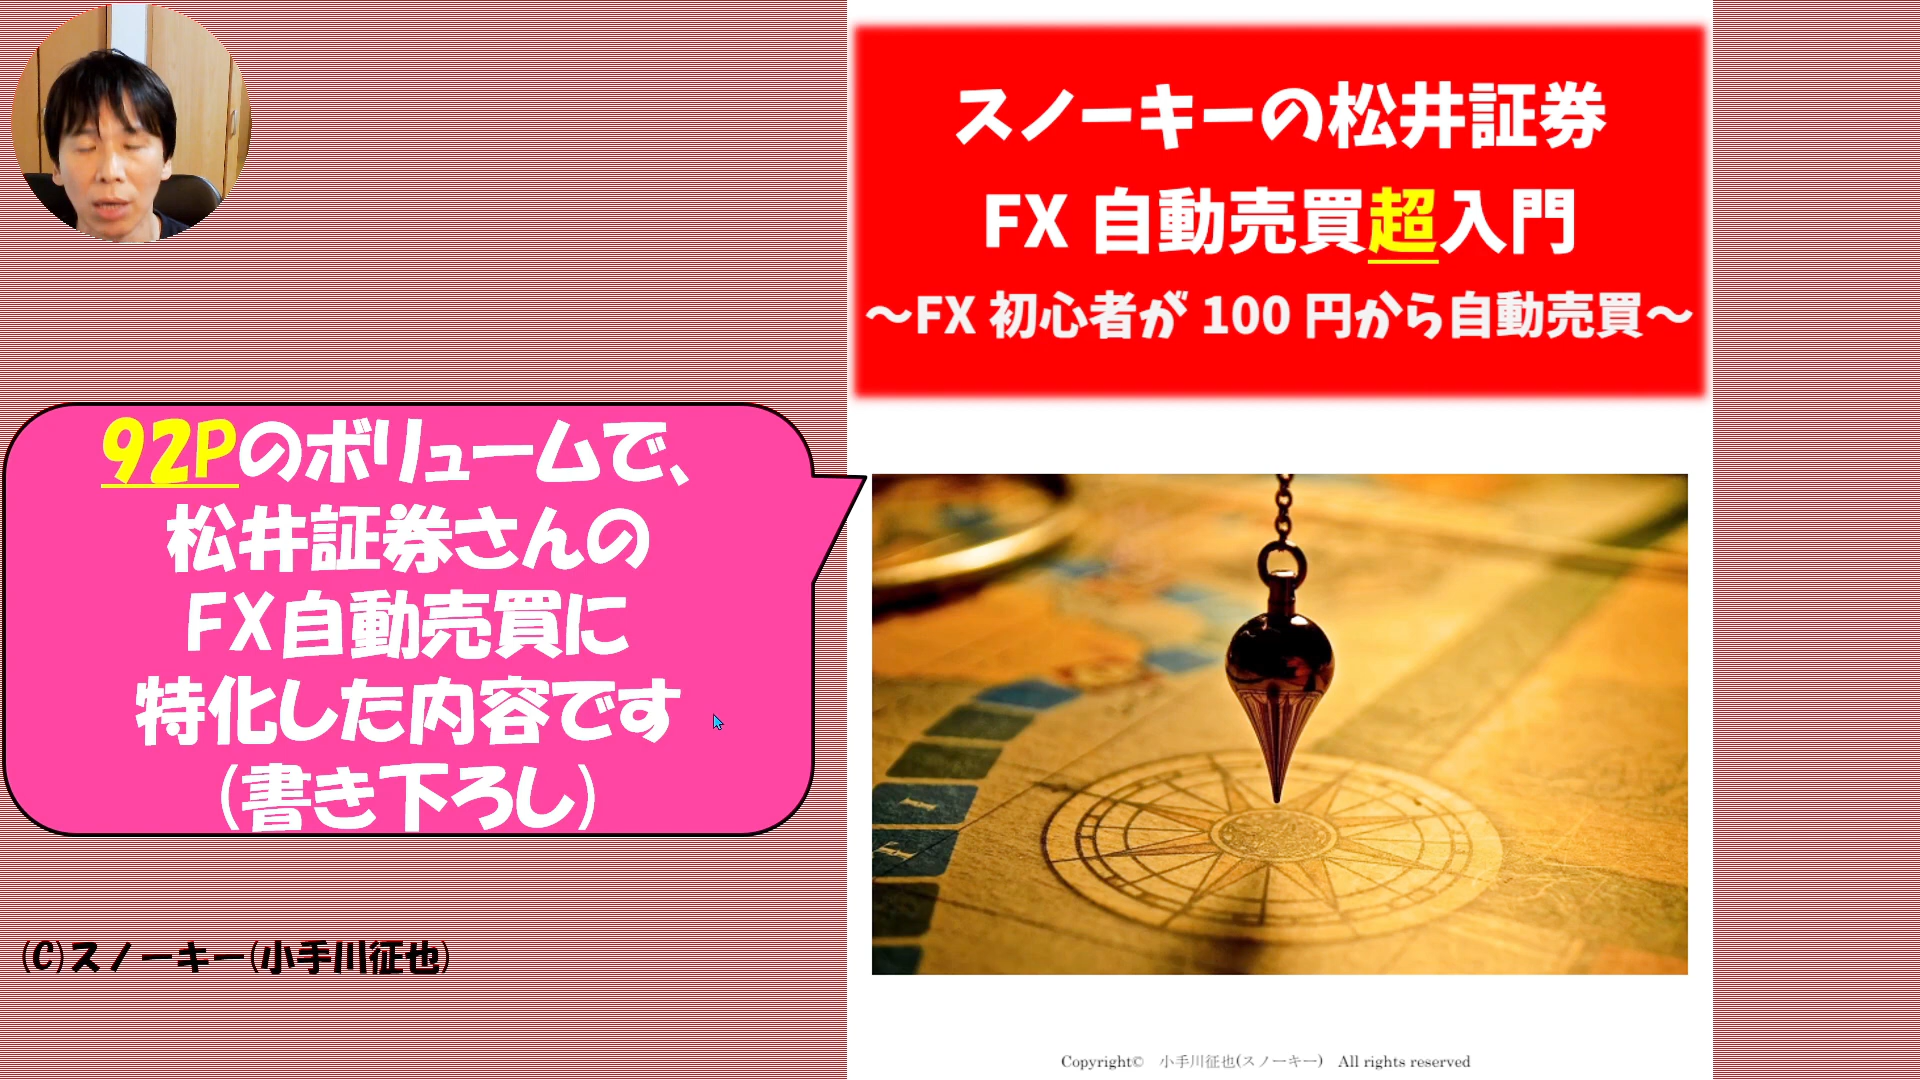 スノーキーの松井証券
FX 自動売買超入門
～FX 初心者が 100 円から自動売買～
92Pのボリュームで、
松井証券さんの
FX自動売買に
特化した内容です
(書き下ろし)
(C)スノーキー(小手川征也)
Copyright©　小手川征也(スノーキー)　All rights reserved